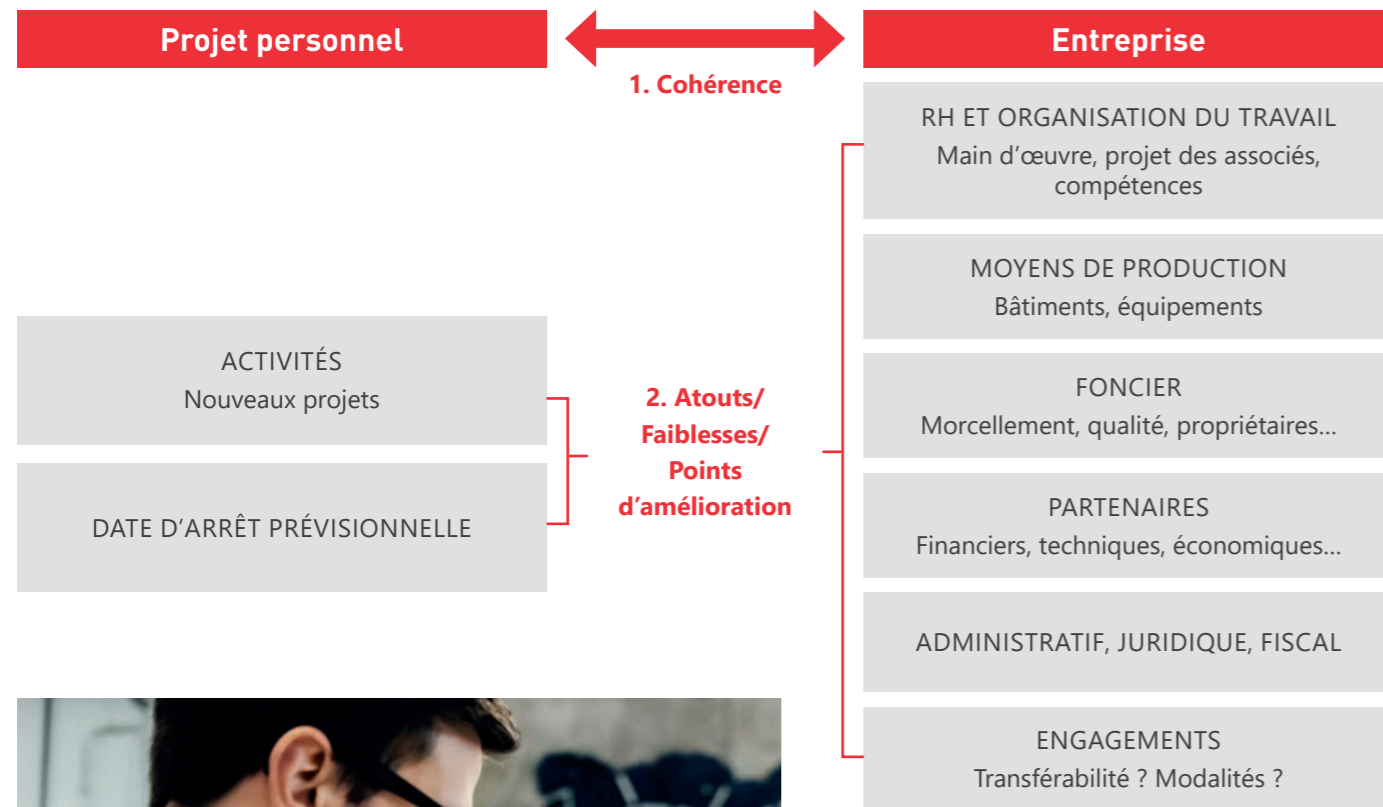 Projet personnel
1. Cohérence
Entreprise
RH ET ORGANISATION DU TRAVAIL
Main d'œuvre, projet des associés,
compétences
MOYENS DE PRODUCTION
Bâtiments, équipements
ACTIVITÉS
Nouveaux projets
2. Atouts/
Faiblesses/
Points
d'amélioration
FONCIER
Morcellement, qualité, propriétaires…
DATE D'ARRÊT PRÉVISIONNELLE
PARTENAIRES
Financiers, techniques, économiques…
ADMINISTRATIF, JURIDIQUE, FISCAL
ENGAGEMENTS
Transférabilité ? Modalités ?